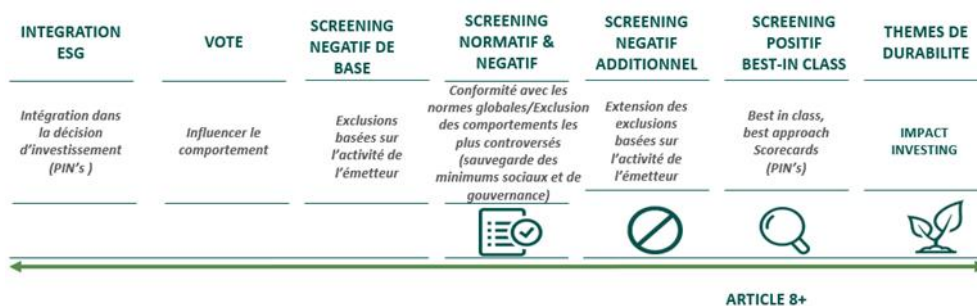 INTEGRATION
ESG
VOTE
SCREENING
NEGATIF DE
BASE
SCREENING
NORMATIF &
NEGATIF
SCREENING
NEGATIF
ADDITIONNEL
SCREENING
POSITIF
BEST-IN CLASS
THEMES DE
DURABILITE
Intégration dans
la décision
d'investissement
(PIN's )
Influencer le
comportement
Exclusions
basées sur
l'activité de
l'émetteur
Conformité avec les
normes globales/Exclusion
des comportements les
plus controversés
(sauvegarde des
minimums sociaux et de
gouvernance)
Extension des
exclusions
basées sur
l'activité de
l'émetteur
Best in class,
best approach
Scorecards
(PIN's)
IMPACT
INVESTING
ARTICLE 8+